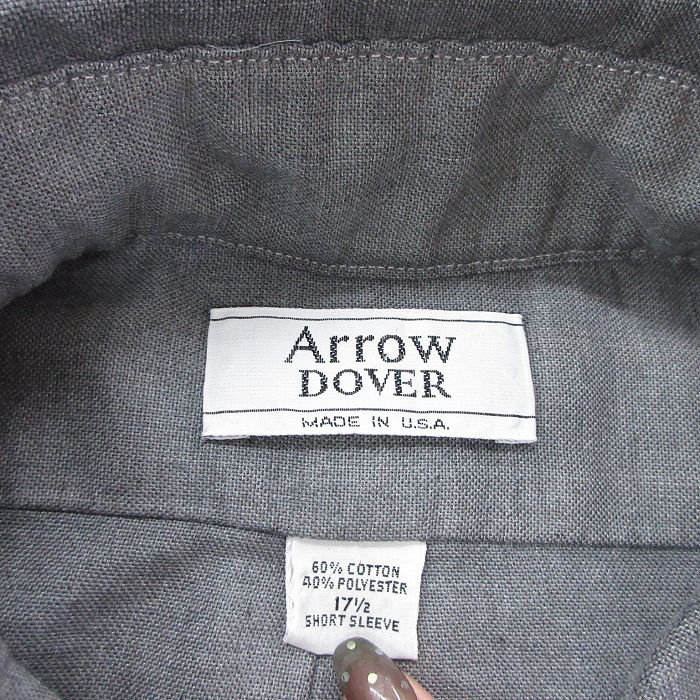 Arrow
DOVER
MADE IN U.S.A.
60% COTTON
40% POLYESTER
17½
SHORT SLEEVE